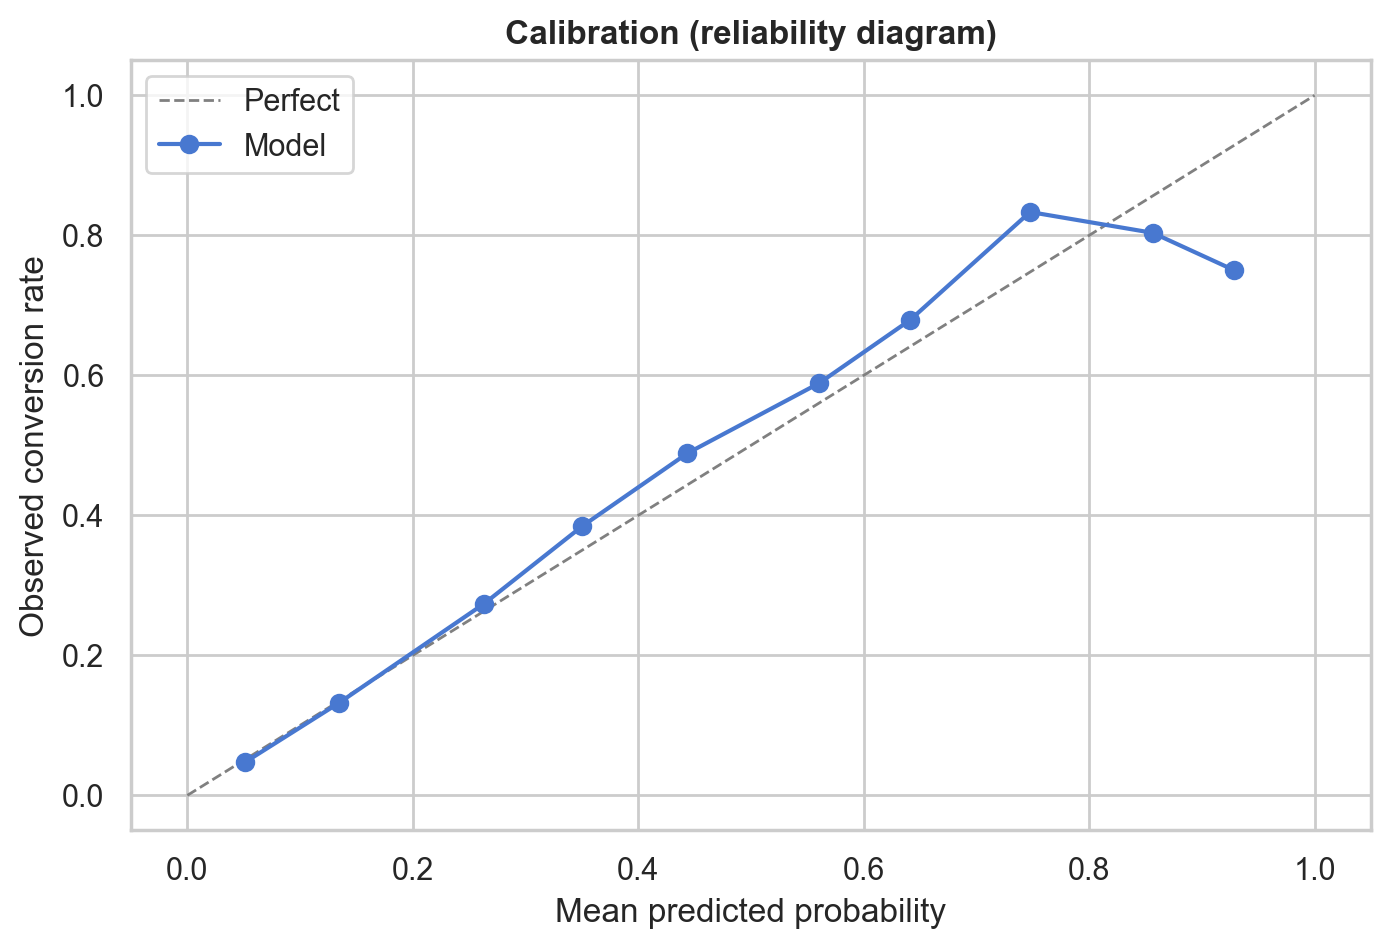 Calibration (reliability diagram)
Perfect
Model
Observed conversion rate
1.0
0.8
0.6
0.4
0.2
0.0
0.0 0.2 0.4 0.6 0.8 1.0
Mean predicted probability